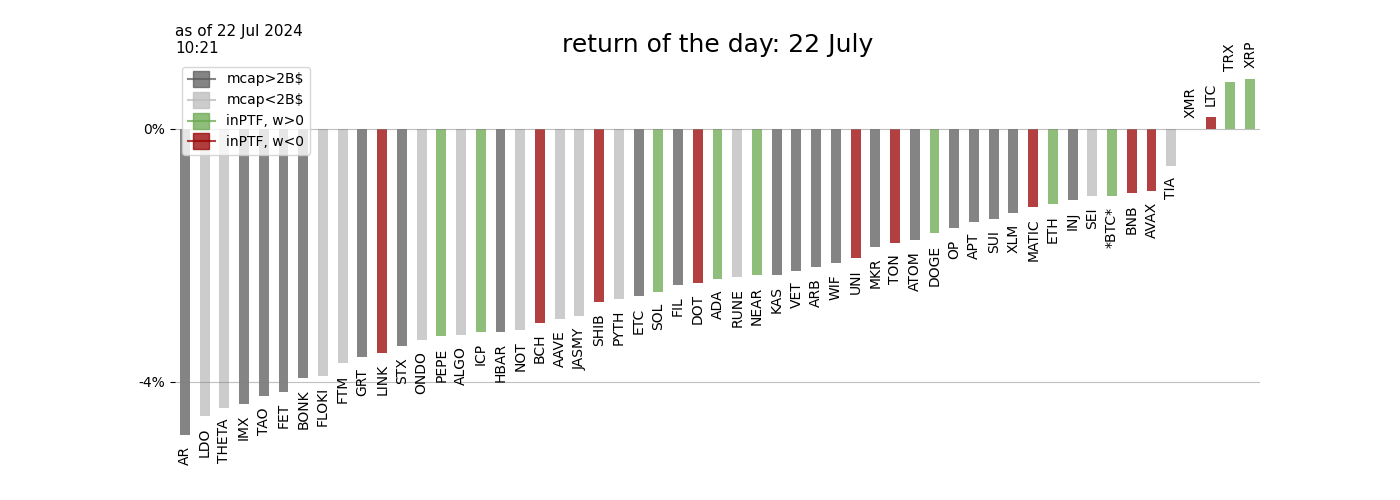 as of 22 Jul 2024
10:21
return of the day: 22 July
mcap>2B$
mcap<2B$
inPTF, w>0
inPTF, w<0
0%
-4%
AR
LDO
THETA
IMX
TAO
FET
BONK
FLOKI
FTM
GRT
LINK
STX
ONDO
PEPE
ALGO
ICP
HBAR
NOT
BCH
AAVE
JASMY
SHIB
PYTH
ETC
SOL
FIL
DOT
ADA
RUNE
NEAR
KAS
VET
ARB
WIF
UNI
MKR
TON
ATOM
DOGE
OP
APT
SUI
XLM
MATIC
ETH
INJ
SEI
*BTC*
BNB
AVAX
TIA
XMR
LTC
TRX
XRP